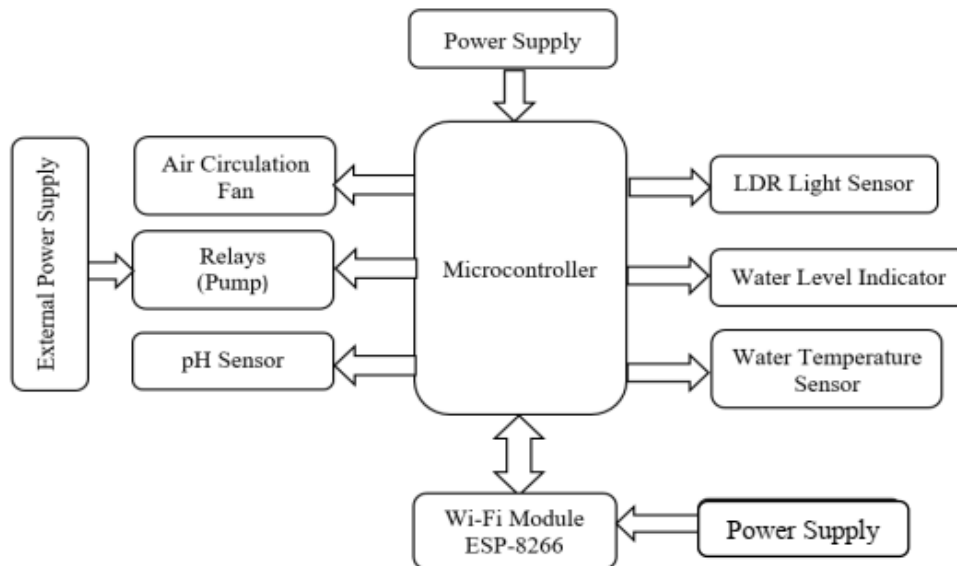 Power Supply
External Power Supply
Air Circulation
Fan
Relays
(Pump)
pH Sensor
Microcontroller
LDR Light Sensor
Water Level Indicator
Water Temperature
Sensor
Wi-Fi Module
ESP-8266
Power Supply